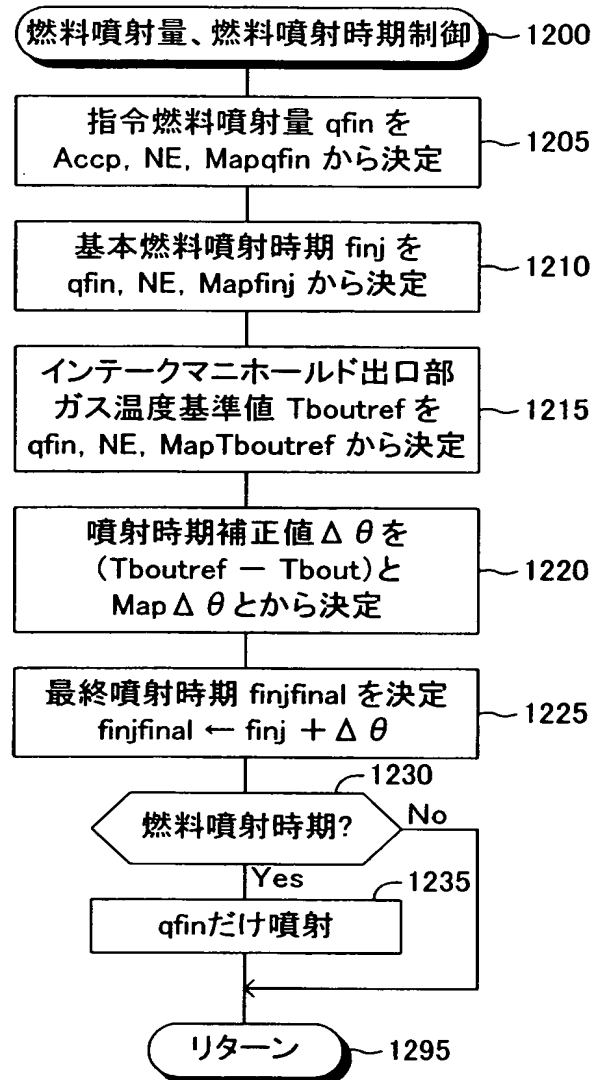 燃料噴射量、燃料噴射時期制御
1200
指令燃料噴射量 qfin を
Accp, NE, Mapqfin から決定
1205
基本燃料噴射時期 finj を
qfin, NE, Mapfinj から決定
1210
インテークマニホールド出口部
ガス温度基準値 Tboutref を
qfin, NE, MapTboutref から決定
1215
噴射時期補正値 Δ θ を
(Tboutref － Tbout)と
Map Δ θ とから決定
1220
最終噴射時期 finjfinal を決定
finjfinal ← finj ＋ Δ θ
1225
1230
燃料噴射時期?
No
Yes
1235
qfinだけ噴射
リターン
1295